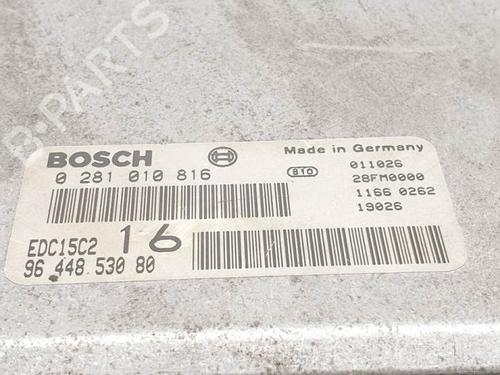 B-PARTS
BOSCH
Made in Germany
0 281 010 816
810
011026
28FM0000
1166 0262
19026
EDC15C2 16
96 448 530 80